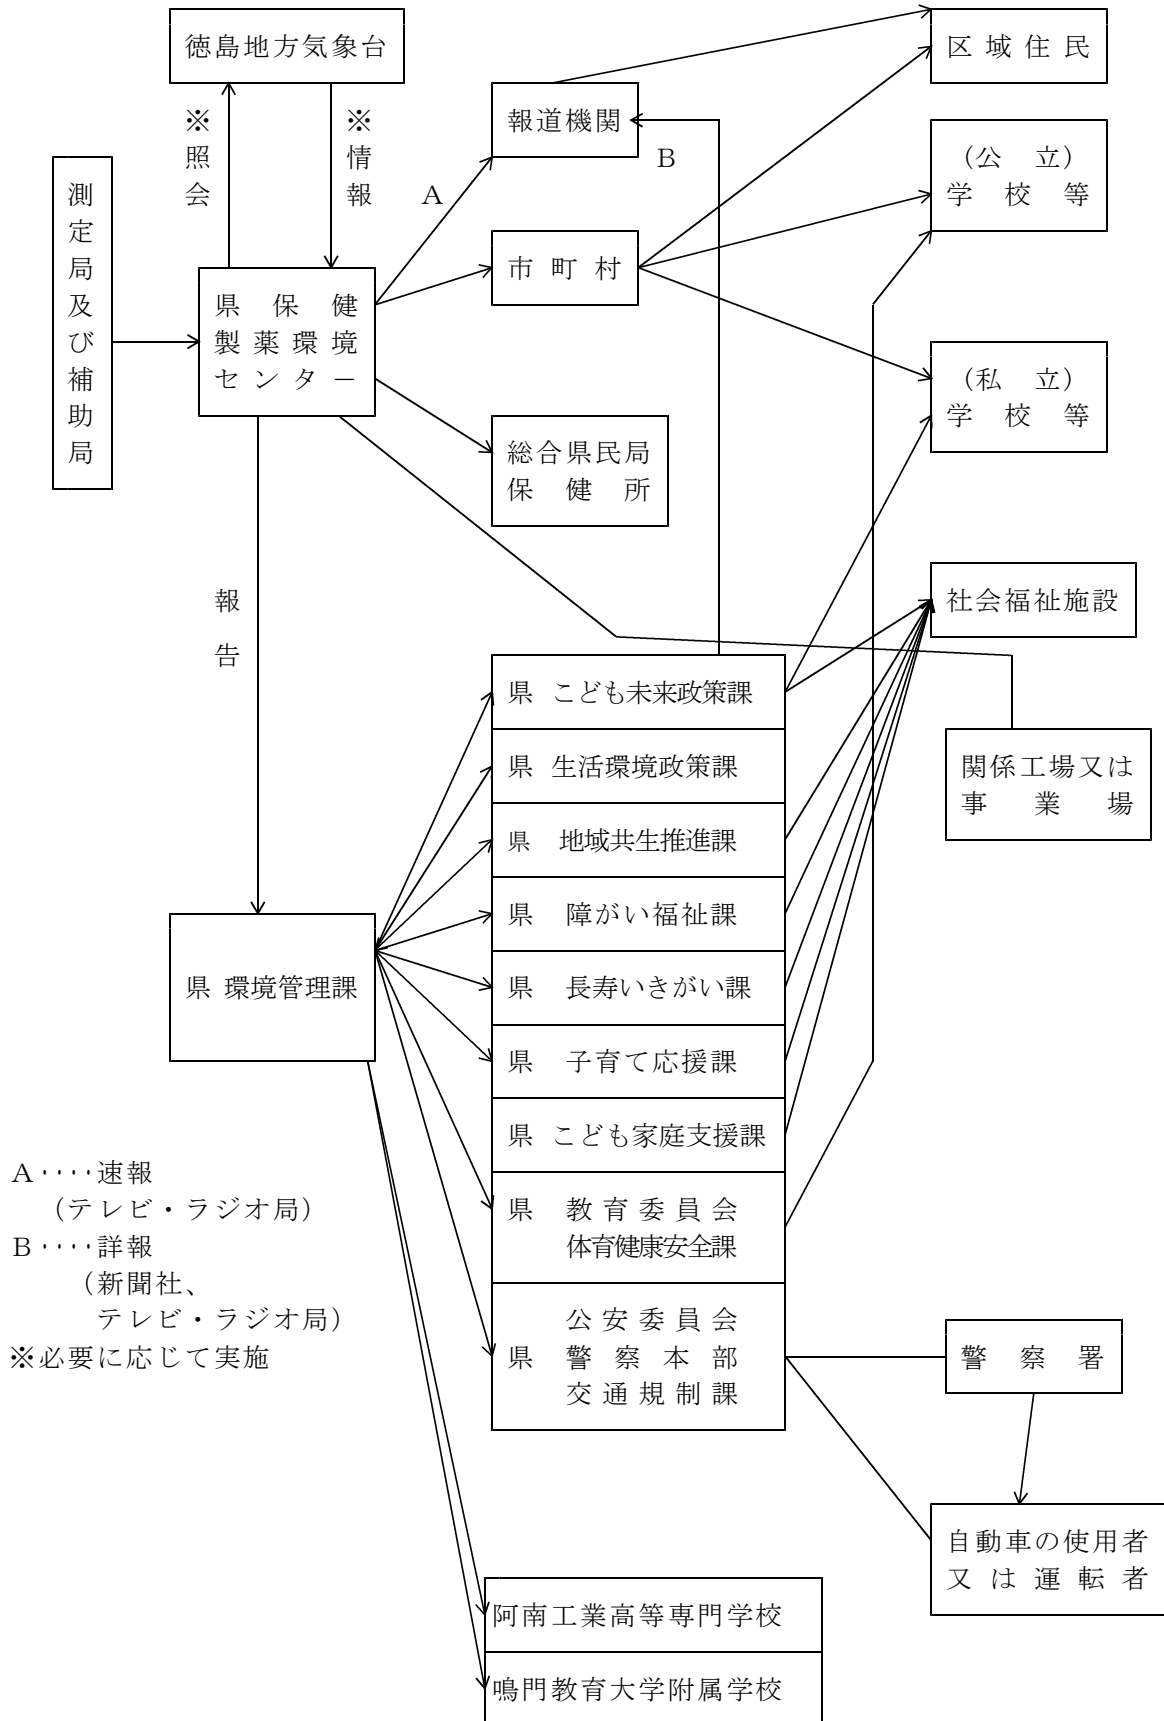 徳島地方気象台
区域住民
報道機関
※照会
※情報
A
B
（公　立）
学校等
測定局及び補助局
市町村
県保健
製薬環境
センター
（私　立）
学校等
総合県民局
保健所
報告
社会福祉施設
県 こども未来政策課
県 生活環境政策課
関係工場又は
事業場
県 地域共生推進課
県 障がい福祉課
県 環境管理課
県 長寿いきがい課
県 子育て応援課
県 こども家庭支援課
A‥‥速報
（テレビ・ラジオ局）
B‥‥詳報
（新聞社、
テレビ・ラジオ局）
※必要に応じて実施
県 教育委員会
体育健康安全課
公安委員会
県 警察本部
交通規制課
警察署
自動車の使用者
又は運転者
阿南工業高等専門学校
鳴門教育大学附属学校